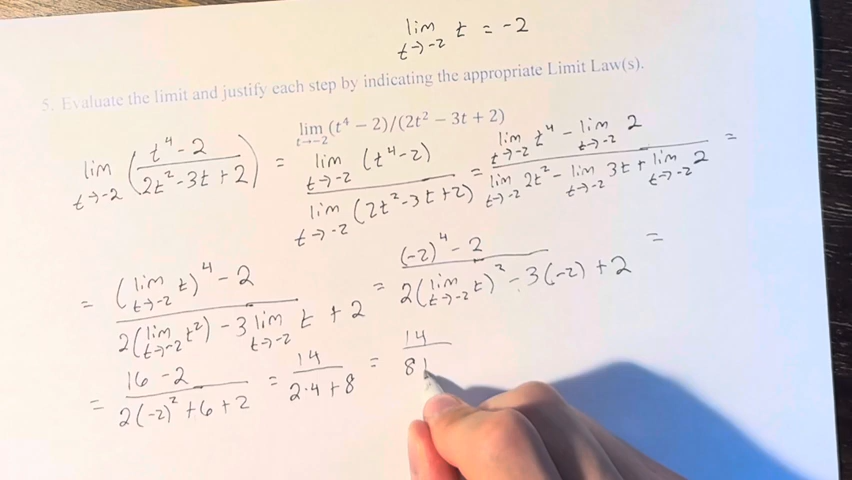 lim t→-2 t = -2
5. Evaluate the limit and justify each step by indicating the appropriate Limit Law(s).
lim t→-2 (t⁴ − 2)/(2t² − 3t + 2)
lim t→-2 ((t⁴ - 2)/(2t² - 3t + 2)) = (lim t→-2 (t⁴ - 2))/(lim t→-2 (2t² - 3t + 2)) = (lim t→-2 t⁴ - lim t→-2 2)/(lim t→-2 2t² - lim t→-2 3t + lim t→-2 2) =
= ((lim t→-2 t)⁴ - 2)/(2(lim t→-2 t²) - 3 lim t→-2 t + 2) = ((-2)⁴ - 2)/(2(lim t→-2 t)² - 3(-2) + 2) =
= (16 - 2)/(2(-2)² + 6 + 2) = 14/(2·4 + 8) = 14/81